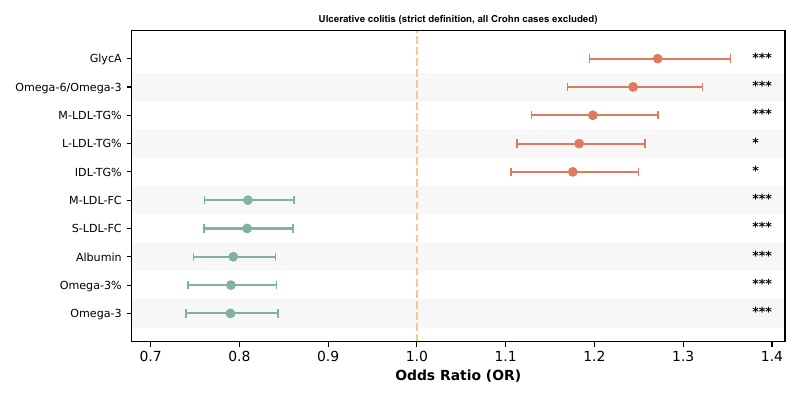 Ulcerative colitis (strict definition, all Crohn cases excluded)
GlycA ***
Omega-6/Omega-3 ***
M-LDL-TG% ***
L-LDL-TG% *
IDL-TG% *
M-LDL-FC ***
S-LDL-FC ***
Albumin ***
Omega-3% ***
Omega-3 ***
0.7 0.8 0.9 1.0 1.1 1.2 1.3 1.4
Odds Ratio (OR)